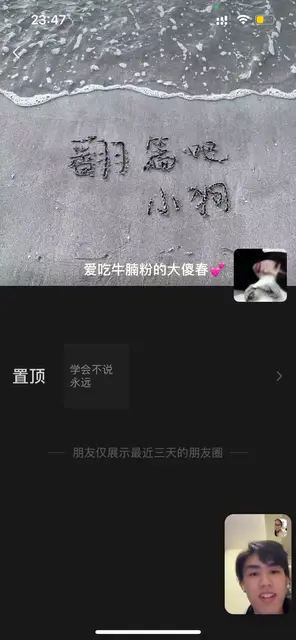 23:47
翻篇吧
小狗
爱吃牛腩粉的大傻春💕
置顶
学会不说
永远
朋友仅展示最近三天的朋友圈